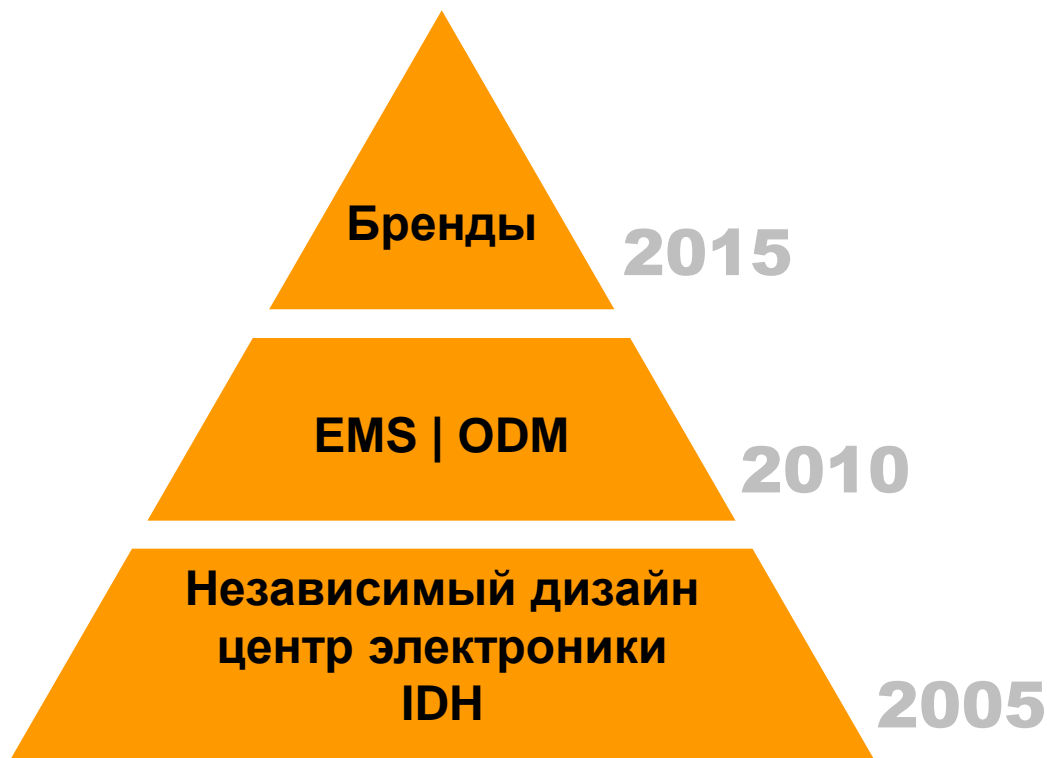 Бренды
2015
EMS | ODM
2010
Независимый дизайн
центр электроники
IDH
2005